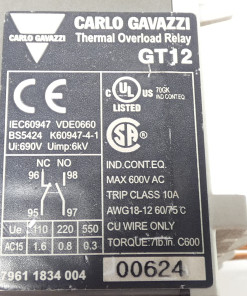 CARLO GAVAZZI
CARLO GAVAZZI
Thermal Overload Relay
GT12
CE
C UL US
LISTED
70GK
IND.CONT.EQ.
IEC60947 VDE0660
BS5424 K60947-4-1
Ui:690V Uimp:6kV
SA
NC NO
96 98
95 97
IND.CONT.EQ.
MAX 600V AC
TRIP CLASS 10A
AWG18-12 60/75°C
CU WIRE ONLY
TORQUE:7lb.in. C600
Ue 110 220 550
AC15 1.6 0.8 0.3
7961 1834 004
00624